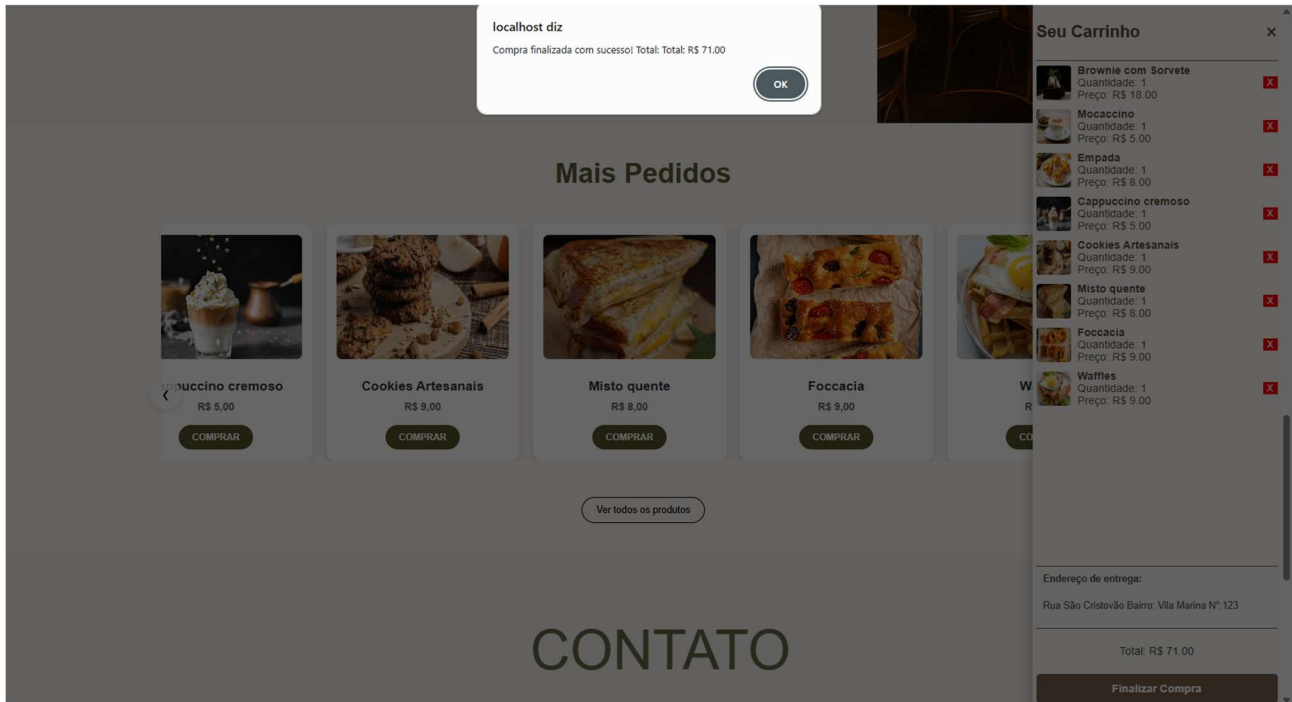 localhost diz
Compra finalizada com sucesso! Total: Total: R$ 71.00
OK
Mais Pedidos
puccino cremoso
R$ 5,00
COMPRAR
Cookies Artesanais
R$ 9,00
COMPRAR
Misto quente
R$ 8,00
COMPRAR
Foccacia
R$ 9,00
COMPRAR
W
R
CO
Ver todos os produtos
CONTATO
Seu Carrinho
×
Brownie com Sorvete
Quantidade: 1
Preço: R$ 18.00
X
Mocaccino
Quantidade: 1
Preço: R$ 5.00
X
Empada
Quantidade: 1
Preço: R$ 8.00
X
Cappuccino cremoso
Quantidade: 1
Preço: R$ 5.00
X
Cookies Artesanais
Quantidade: 1
Preço: R$ 9.00
X
Misto quente
Quantidade: 1
Preço: R$ 8.00
X
Foccacia
Quantidade: 1
Preço: R$ 9.00
X
Waffles
Quantidade: 1
Preço: R$ 9.00
X
Endereço de entrega:
Rua São Cristovão Bairro: Vila Marina N°:123
Total: R$ 71.00
Finalizar Compra